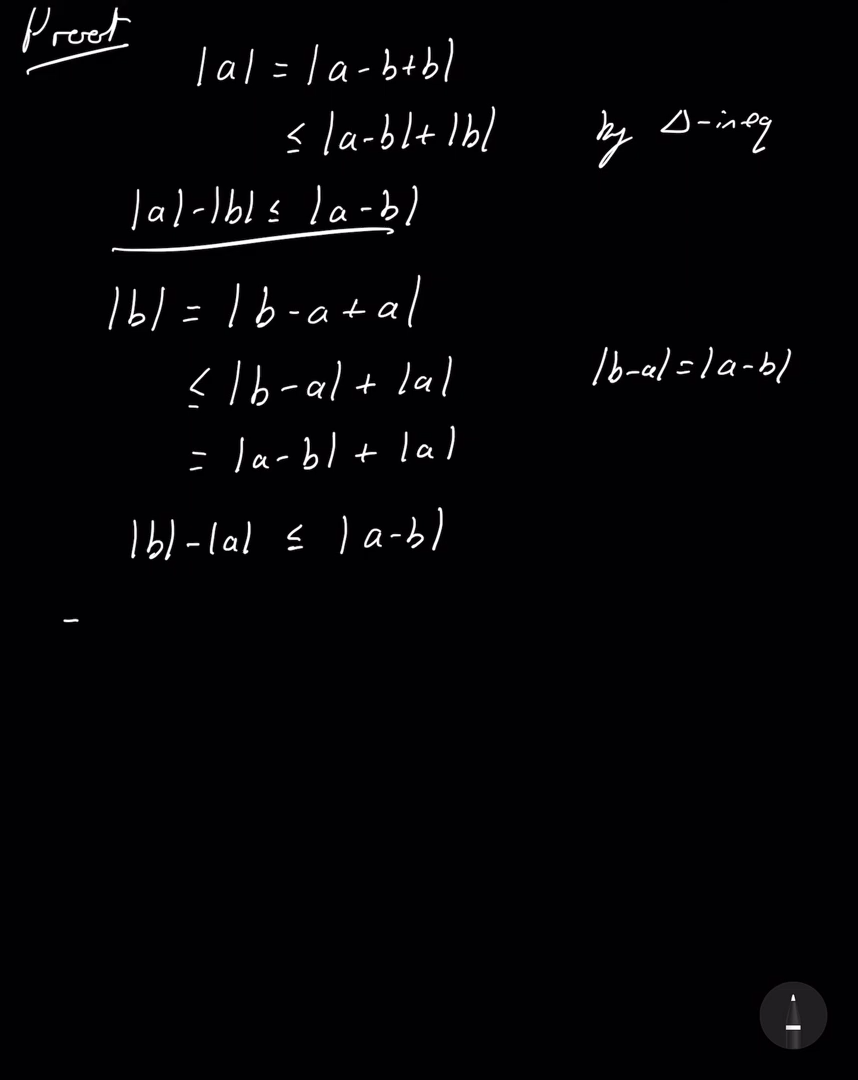 Proof
|a| = |a-b+b|
≤ |a-b|+|b| by Δ-ineq
|a|-|b| ≤ |a-b|
|b| = |b-a+a|
≤ |b-a| + |a| |b-a|=|a-b|
= |a-b| + |a|
|b|-|a| ≤ |a-b|
-